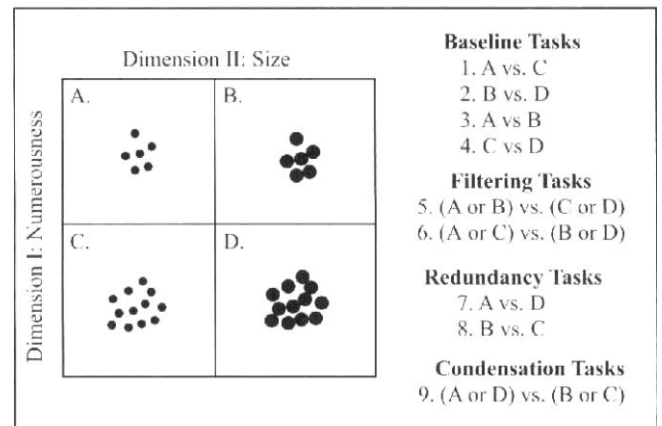 Dimension II: Size
Dimension I: Numerousness
A.
B.
C.
D.
Baseline Tasks
1. A vs. C
2. B vs. D
3. A vs B
4. C vs D
Filtering Tasks
5. (A or B) vs. (C or D)
6. (A or C) vs. (B or D)
Redundancy Tasks
7. A vs. D
8. B vs. C
Condensation Tasks
9. (A or D) vs. (B or C)